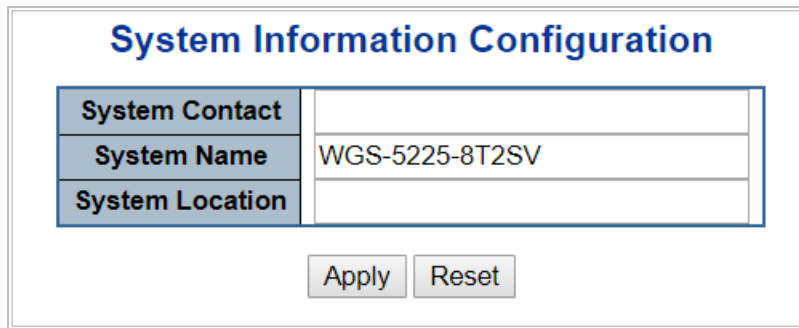 System Information Configuration
System Contact
System Name WGS-5225-8T2SV
System Location
Apply Reset